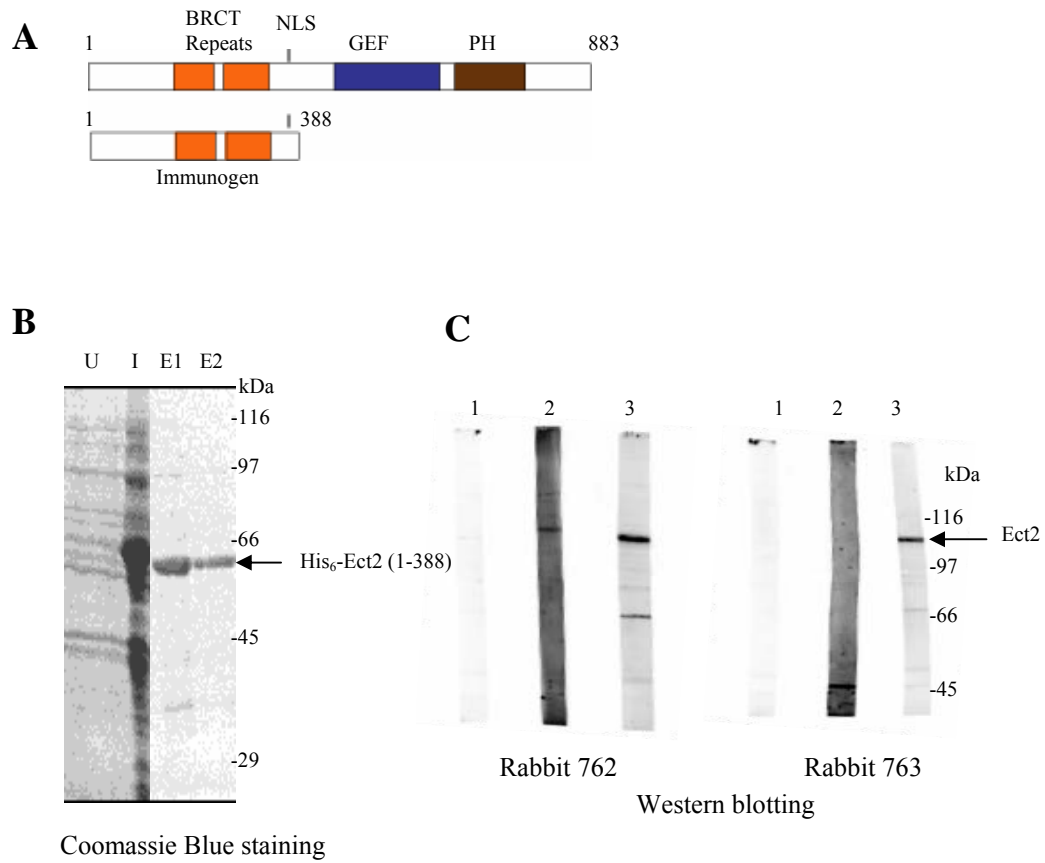 A
1
BRCT
Repeats
NLS
GEF
PH
883
1
388
Immunogen
B
U I E1 E2
kDa
-116
-97
-66
His6-Ect2 (1-388)
-45
-29
Coomassie Blue staining
C
1 2 3
1 2 3
kDa
-116
Ect2
-97
-66
-45
Rabbit 762
Rabbit 763
Western blotting